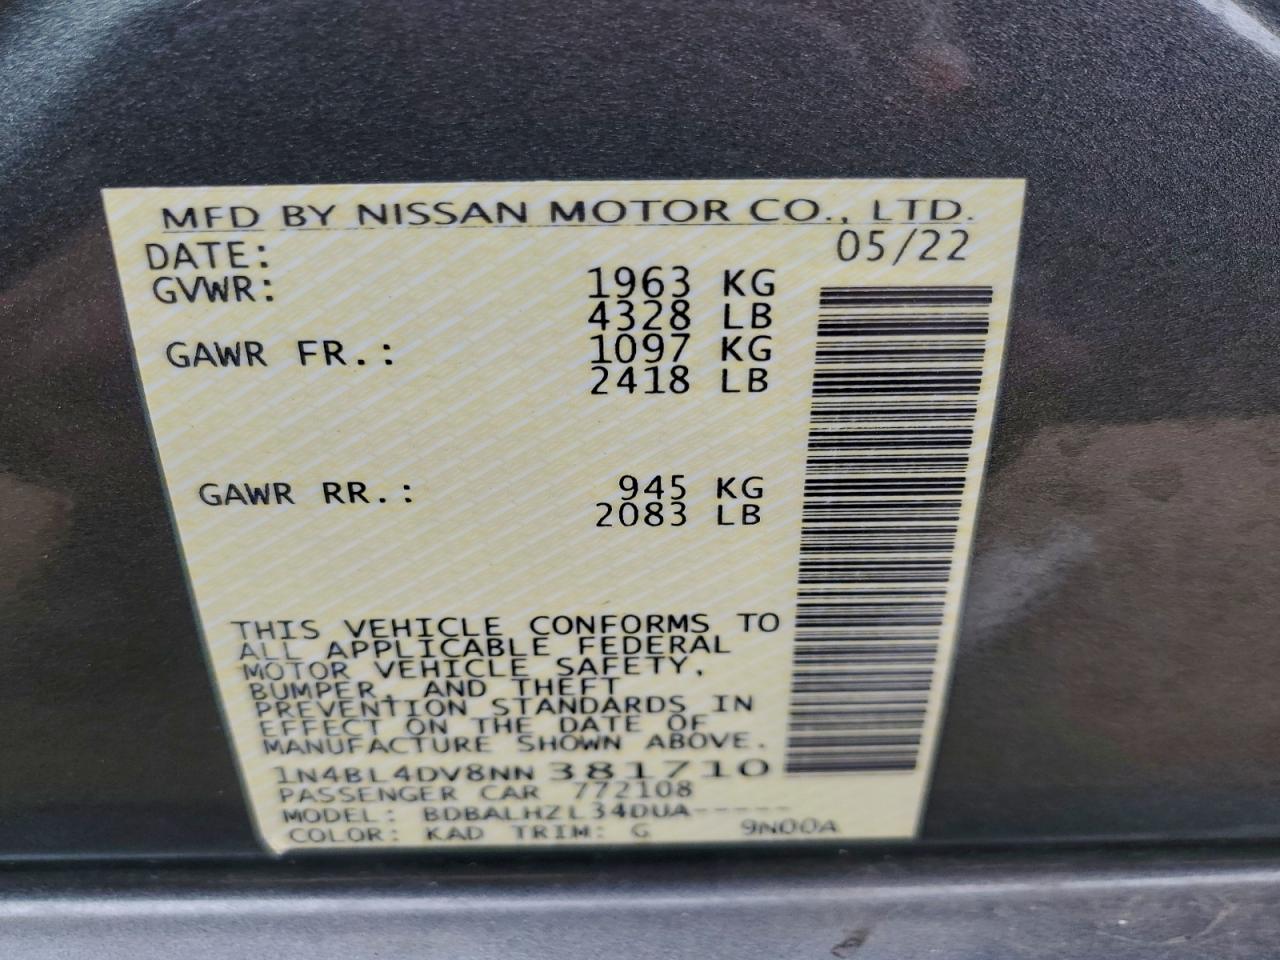 MFD BY NISSAN MOTOR CO., LTD.
DATE: 05/22
GVWR: 1963 KG
4328 LB
GAWR FR.: 1097 KG
2418 LB
GAWR RR.: 945 KG
2083 LB
THIS VEHICLE CONFORMS TO
ALL APPLICABLE FEDERAL
MOTOR VEHICLE SAFETY,
BUMPER, AND THEFT
PREVENTION STANDARDS IN
EFFECT ON THE DATE OF
MANUFACTURE SHOWN ABOVE.
1N4BL4DV8NN381710
PASSENGER CAR 772108
MODEL: BDBALHZL34DUA-----
COLOR: KAD TRIM: G 9N00A